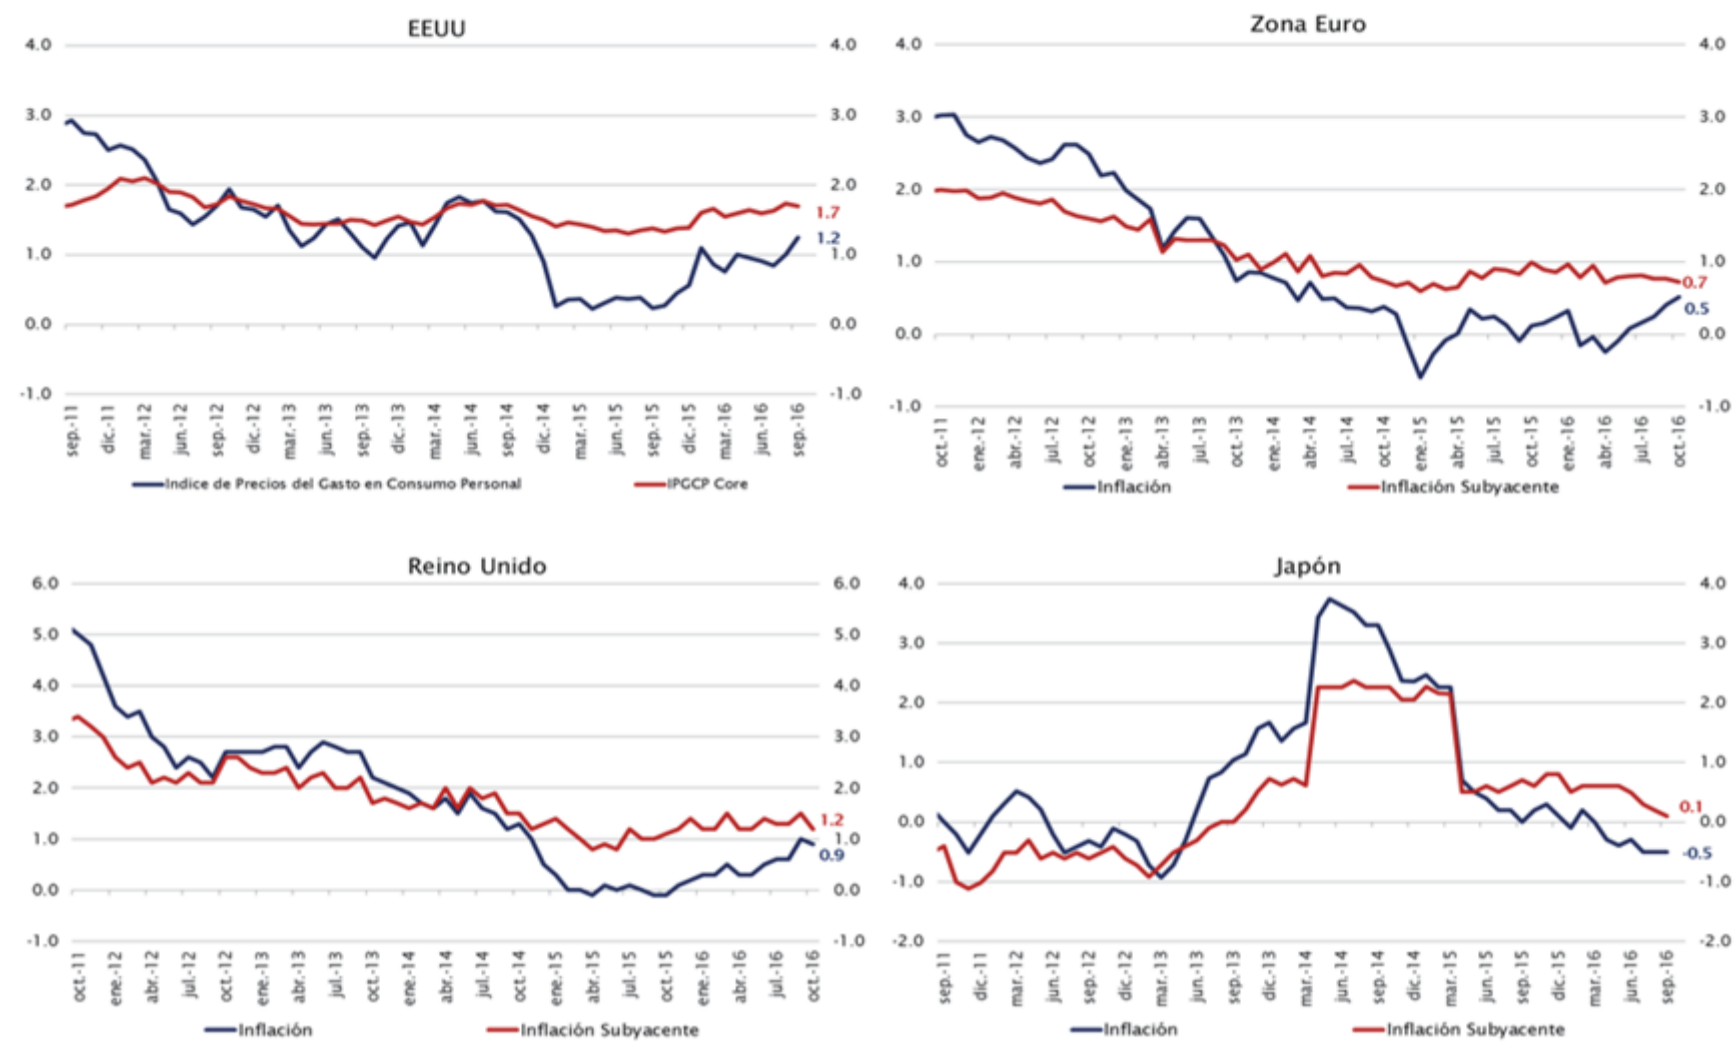 EEUU
4.0 4.0
3.0 3.0
2.0 2.0
1.7
1.2
1.0 1.0
0.0 0.0
-1.0 -1.0
sep.-11 dic.-11 mar.-12 jun.-12 sep.-12 dic.-12 mar.-13 jun.-13 sep.-13 dic.-13 mar.-14 jun.-14 sep.-14 dic.-14 mar.-15 jun.-15 sep.-15 dic.-15 mar.-16 jun.-16 sep.-16
Indice de Precios del Gasto en Consumo Personal IPGCP Core
Zona Euro
4.0 4.0
3.0 3.0
2.0 2.0
1.0 1.0
0.7
0.5
0.0 0.0
-1.0 -1.0
oct.-11 ene.-12 abr.-12 jul.-12 oct.-12 ene.-13 abr.-13 jul.-13 oct.-13 ene.-14 abr.-14 jul.-14 oct.-14 ene.-15 abr.-15 jul.-15 oct.-15 ene.-16 abr.-16 jul.-16 oct.-16
Inflación Inflación Subyacente
Reino Unido
6.0 6.0
5.0 5.0
4.0 4.0
3.0 3.0
2.0 2.0
1.2
1.0 1.0
0.9
0.0 0.0
-1.0 -1.0
oct.-11 ene.-12 abr.-12 jul.-12 oct.-12 ene.-13 abr.-13 jul.-13 oct.-13 ene.-14 abr.-14 jul.-14 oct.-14 ene.-15 abr.-15 jul.-15 oct.-15 ene.-16 abr.-16 jul.-16 oct.-16
Inflación Inflación Subyacente
Japón
4.0 4.0
3.0 3.0
2.0 2.0
1.0 1.0
0.1
0.0 0.0
-0.5
-1.0 -1.0
-2.0 -2.0
sep.-11 dic.-11 mar.-12 jun.-12 sep.-12 dic.-12 mar.-13 jun.-13 sep.-13 dic.-13 mar.-14 jun.-14 sep.-14 dic.-14 mar.-15 jun.-15 sep.-15 dic.-15 mar.-16 jun.-16 sep.-16
Inflación Inflación Subyacente